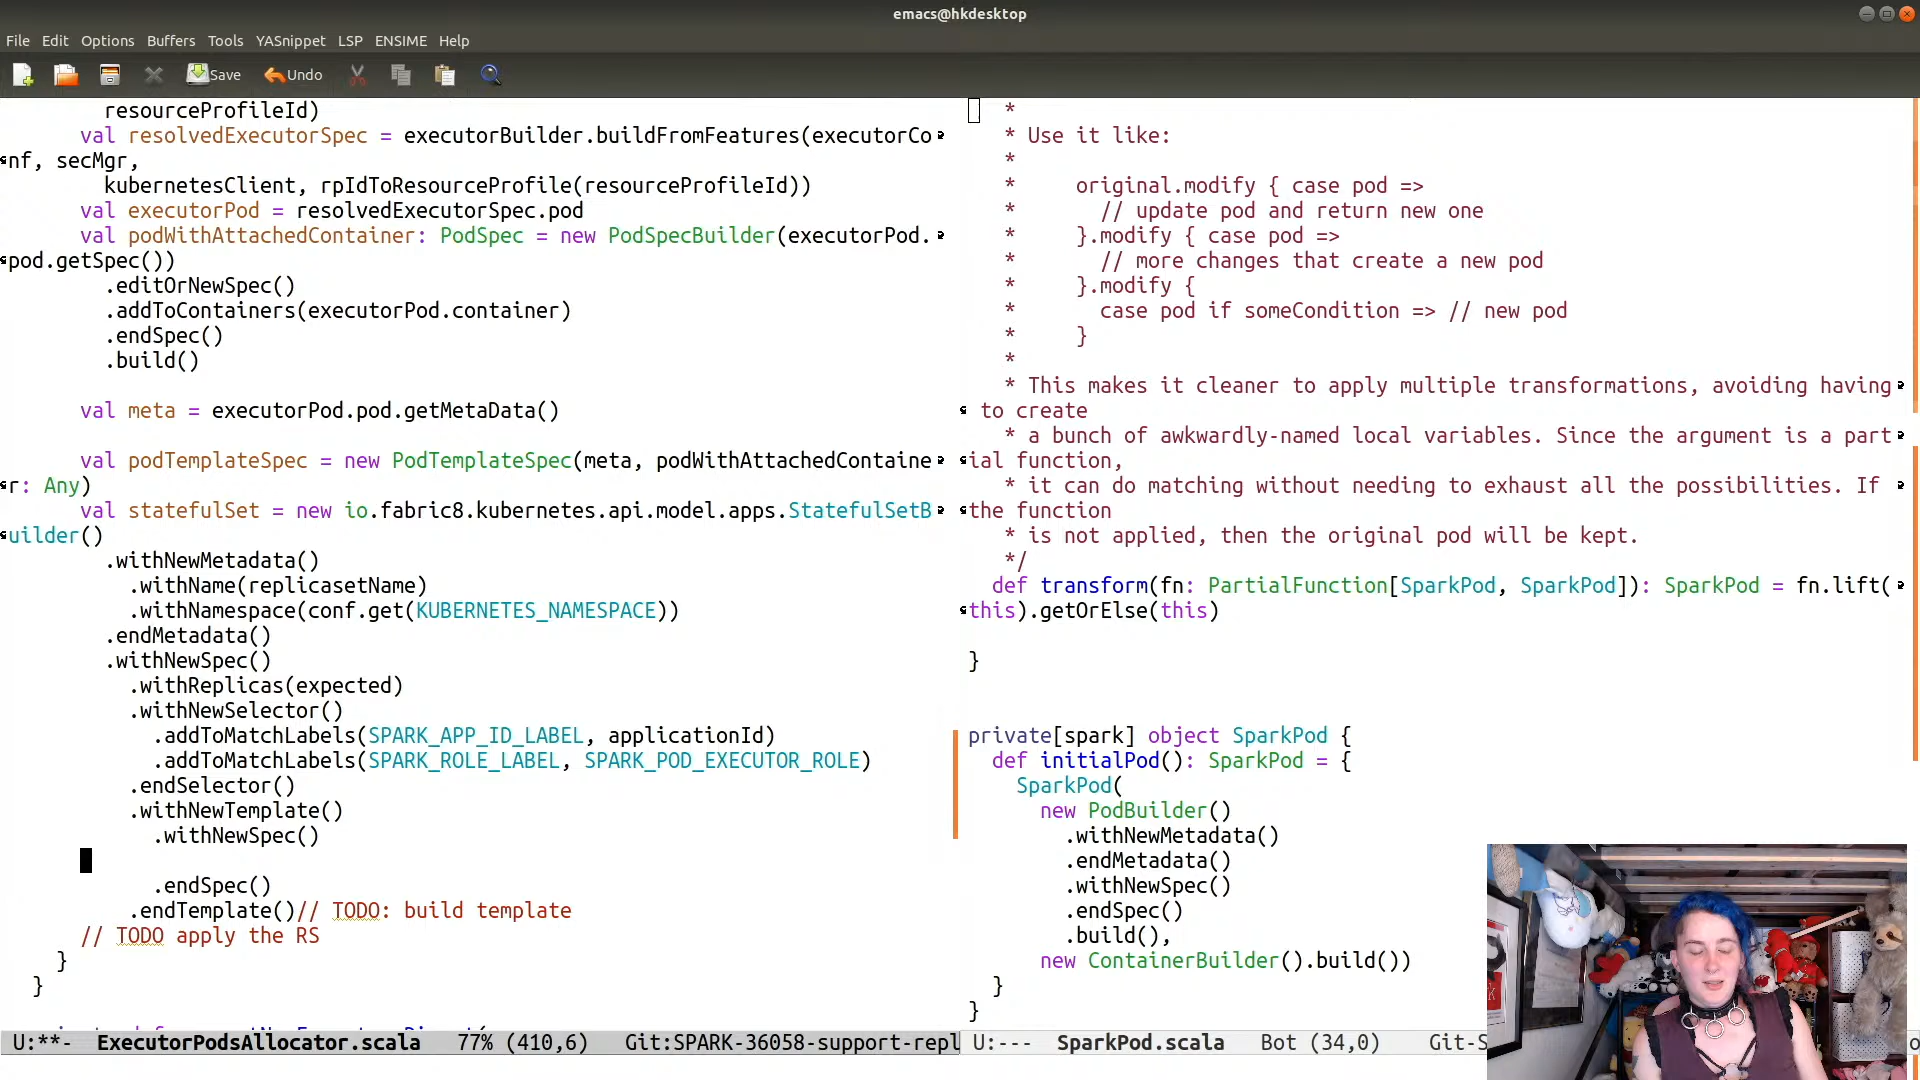 emacs@hkdesktop
File Edit Options Buffers Tools YASnippet LSP ENSIME Help
Save Undo
resourceProfileId)
val resolvedExecutorSpec = executorBuilder.buildFromFeatures(executorCo
nf, secMgr,
kubernetesClient, rpIdToResourceProfile(resourceProfileId))
val executorPod = resolvedExecutorSpec.pod
val podWithAttachedContainer: PodSpec = new PodSpecBuilder(executorPod.
pod.getSpec())
.editOrNewSpec()
.addToContainers(executorPod.container)
.endSpec()
.build()
val meta = executorPod.pod.getMetaData()
val podTemplateSpec = new PodTemplateSpec(meta, podWithAttachedContaine
r: Any)
val statefulSet = new io.fabric8.kubernetes.api.model.apps.StatefulSetB
uilder()
.withNewMetadata()
.withName(replicasetName)
.withNamespace(conf.get(KUBERNETES_NAMESPACE))
.endMetadata()
.withNewSpec()
.withReplicas(expected)
.withNewSelector()
.addToMatchLabels(SPARK_APP_ID_LABEL, applicationId)
.addToMatchLabels(SPARK_ROLE_LABEL, SPARK_POD_EXECUTOR_ROLE)
.endSelector()
.withNewTemplate()
.withNewSpec()
.endSpec()
.endTemplate()// TODO: build template
// TODO apply the RS
}
}
U:**- ExecutorPodsAllocator.scala 77% (410,6) Git:SPARK-36058-support-repl
*
* Use it like:
*
* original.modify { case pod =>
* // update pod and return new one
* }.modify { case pod =>
* // more changes that create a new pod
* }.modify {
* case pod if someCondition => // new pod
* }
*
* This makes it cleaner to apply multiple transformations, avoiding having
to create
* a bunch of awkwardly-named local variables. Since the argument is a part
ial function,
* it can do matching without needing to exhaust all the possibilities. If
the function
* is not applied, then the original pod will be kept.
*/
def transform(fn: PartialFunction[SparkPod, SparkPod]): SparkPod = fn.lift(
this).getOrElse(this)
}
private[spark] object SparkPod {
def initialPod(): SparkPod = {
SparkPod(
new PodBuilder()
.withNewMetadata()
.endMetadata()
.withNewSpec()
.endSpec()
.build(),
new ContainerBuilder().build())
}
}
U:--- SparkPod.scala Bot (34,0) Git-S